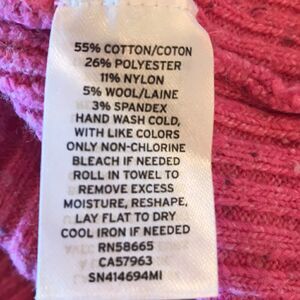 55% COTTON/COTON
26% POLYESTER
11% NYLON
5% WOOL/LAINE
3% SPANDEX
HAND WASH COLD,
WITH LIKE COLORS
ONLY NON-CHLORINE
BLEACH IF NEEDED
ROLL IN TOWEL TO
REMOVE EXCESS
MOISTURE, RESHAPE,
LAY FLAT TO DRY
COOL IRON IF NEEDED
RN58665
CA57963
SN414694MI